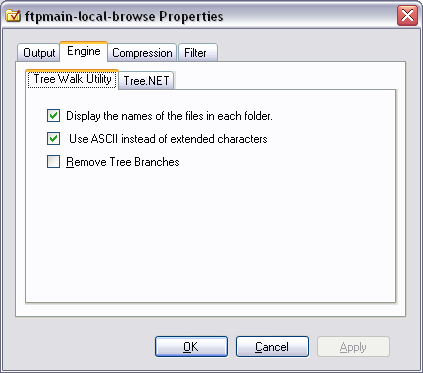 ftpmain-local-browse Properties
Output Engine Compression Filter
Tree Walk Utility Tree.NET
Display the names of the files in each folder.
Use ASCII instead of extended characters
Remove Tree Branches
OK Cancel Apply